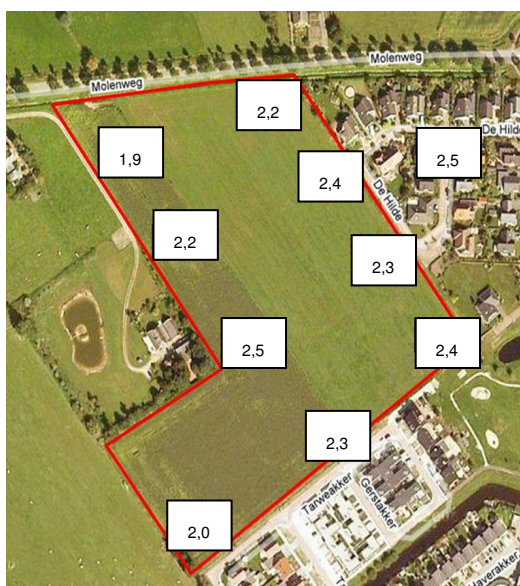 Molenweg
Molenweg
2,2
De Hilde
1,9
2,5
2,4
De Hilde
2,2
2,3
2,5
2,4
2,3
Tarweakker
Gerstakker
2,0
Haverakker